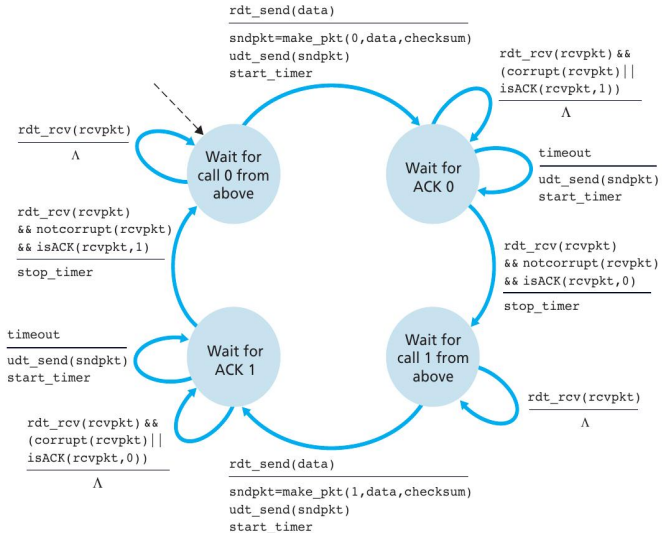 rdt_send(data)
sndpkt=make_pkt(0,data,checksum)
udt_send(sndpkt)
start_timer
rdt_rcv(rcvpkt) &&
(corrupt(rcvpkt)||
isACK(rcvpkt,1))
Λ
rdt_rcv(rcvpkt)
Λ
Wait for
call 0 from
above
Wait for
ACK 0
timeout
udt_send(sndpkt)
start_timer
rdt_rcv(rcvpkt)
&& notcorrupt(rcvpkt)
&& isACK(rcvpkt,1)
stop_timer
rdt_rcv(rcvpkt)
&& notcorrupt(rcvpkt)
&& isACK(rcvpkt,0)
stop_timer
timeout
udt_send(sndpkt)
start_timer
Wait for
ACK 1
Wait for
call 1 from
above
rdt_rcv(rcvpkt)
Λ
rdt_rcv(rcvpkt) &&
(corrupt(rcvpkt)||
isACK(rcvpkt,0))
Λ
rdt_send(data)
sndpkt=make_pkt(1,data,checksum)
udt_send(sndpkt)
start_timer